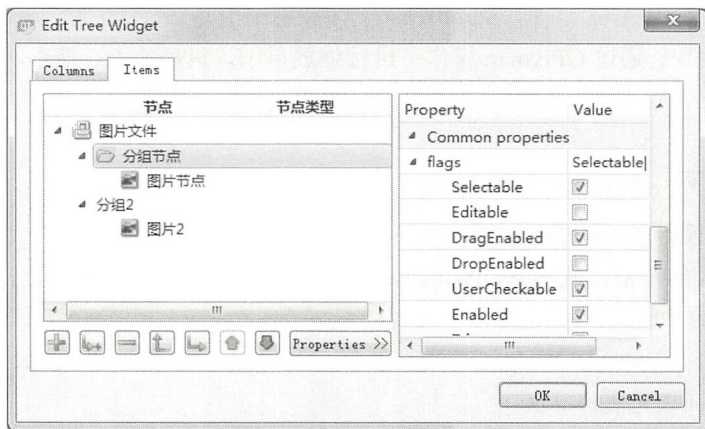 Edit Tree Widget
Columns Items
节点 节点类型
图片文件
分组节点
图片节点
分组2
图片2
Properties >>
Property Value
Common properties
flags Selectable|
Selectable
Editable
DragEnabled
DropEnabled
UserCheckable
Enabled
OK Cancel